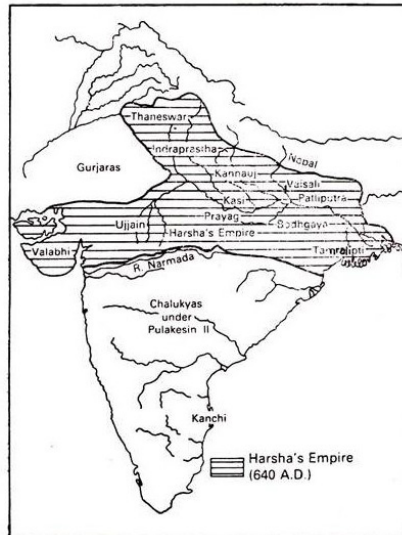 Thaneswar
Indraprastha
Gurjaras
Kannauj
Nepal
Vaisali
Kasi
Patliputra
Prayag
Bodhgaya
Ujjain
Harsha's Empire
Tamralipti
Valabhi
R. Narmada
Chalukyas
under
Pulakesin II
Kanchi
Harsha's Empire
(640 A.D.)